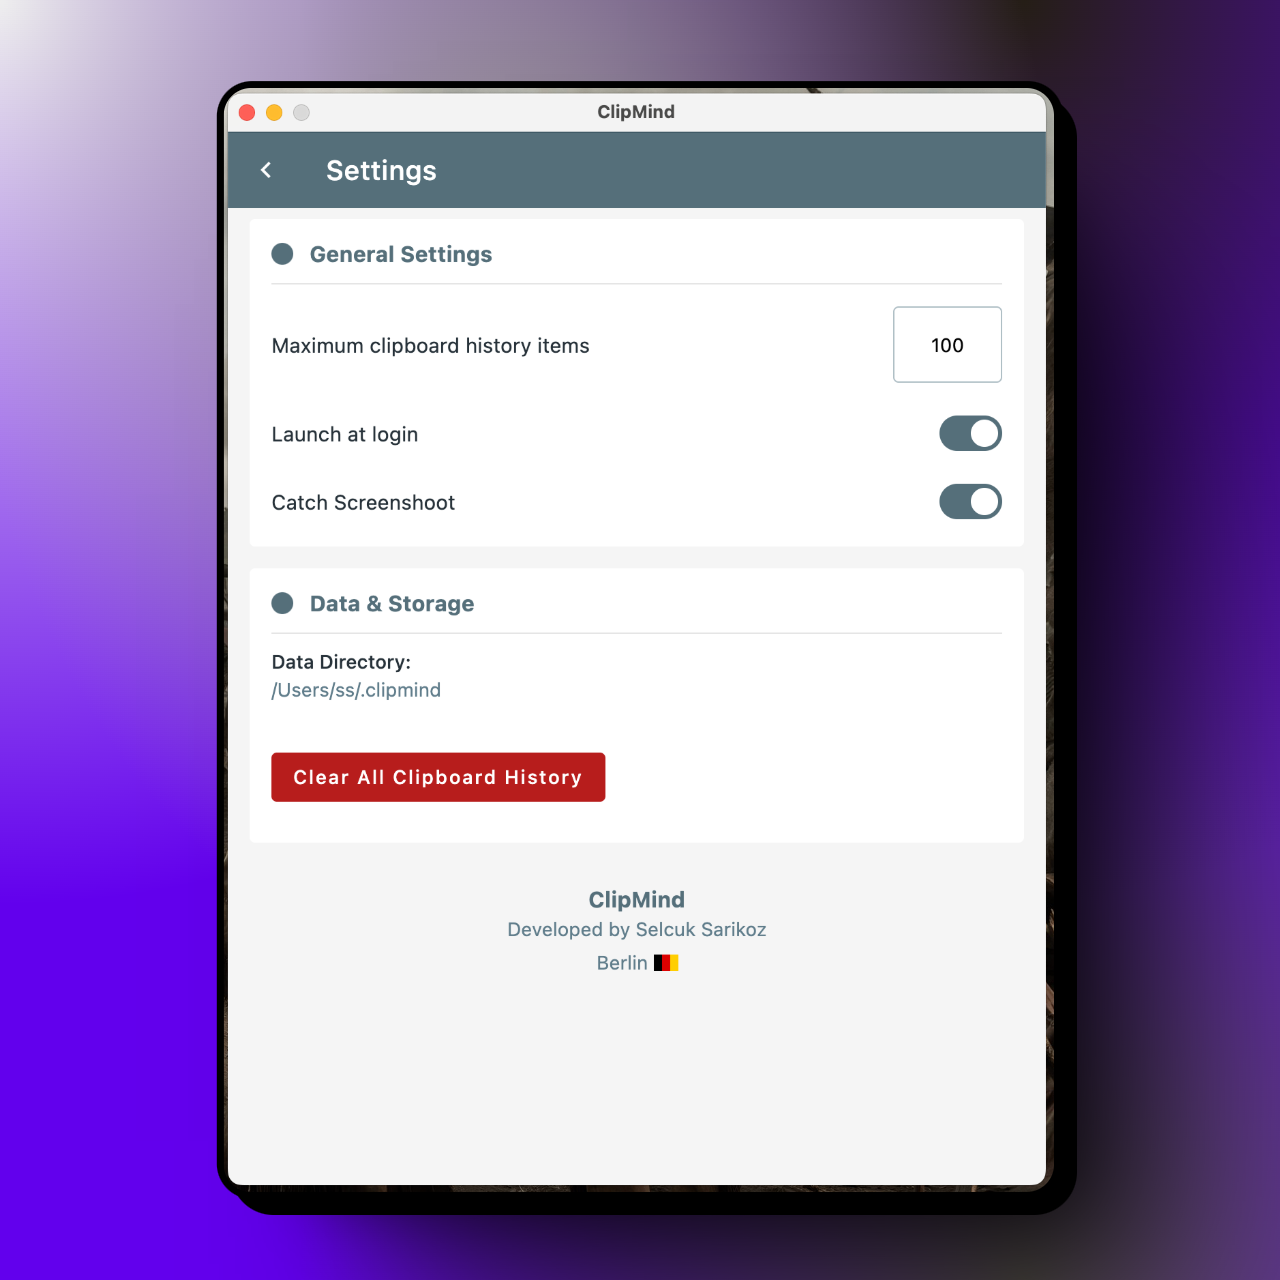 ClipMind
Settings
General Settings
Maximum clipboard history items
100
Launch at login
Catch Screenshoot
Data & Storage
Data Directory:
/Users/ss/.clipmind
Clear All Clipboard History
ClipMind
Developed by Selcuk Sarikoz
Berlin